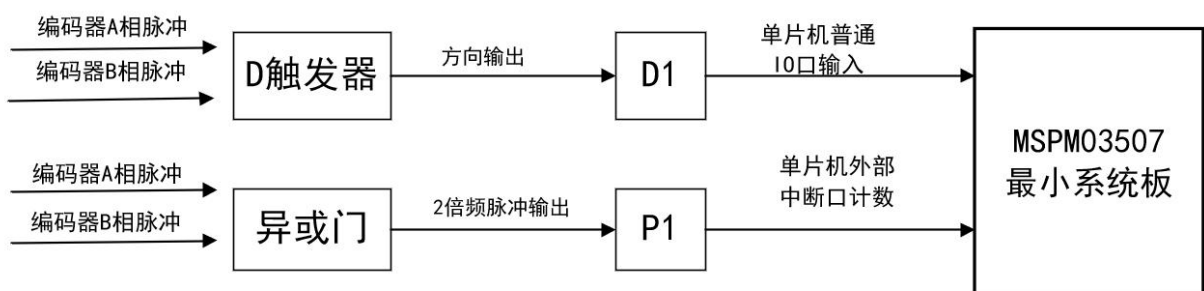 编码器A相脉冲
编码器B相脉冲
D触发器
方向输出
D1
单片机普通
IO口输入
编码器A相脉冲
编码器B相脉冲
异或门
2倍频脉冲输出
P1
单片机外部
中断口计数
MSPM03507
最小系统板